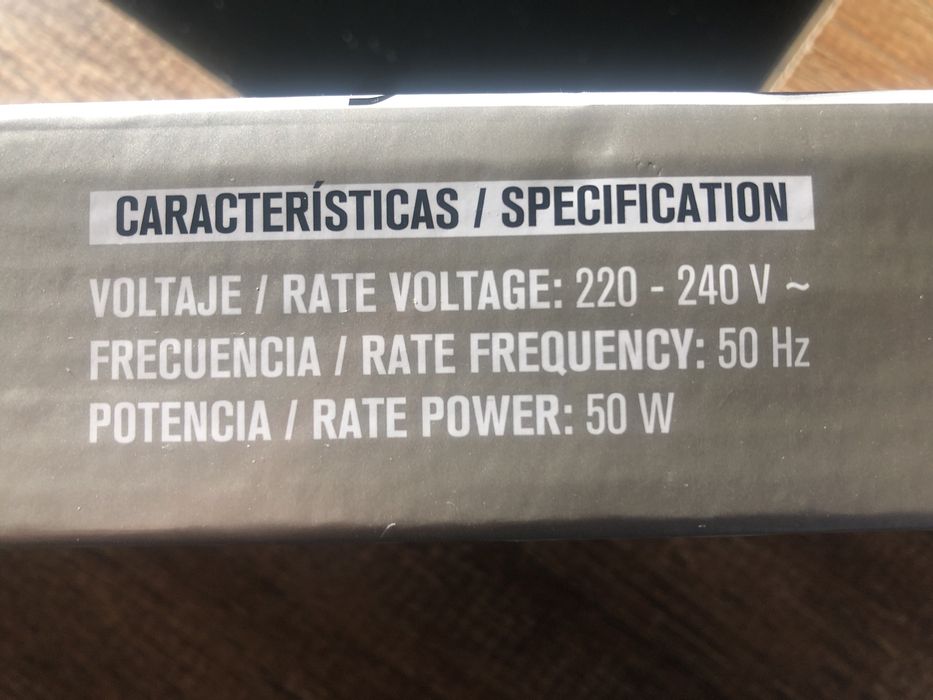 CARACTERÍSTICAS / SPECIFICATION
VOLTAJE / RATE VOLTAGE: 220 - 240 V ~
FRECUENCIA / RATE FREQUENCY: 50 Hz
POTENCIA / RATE POWER: 50 W